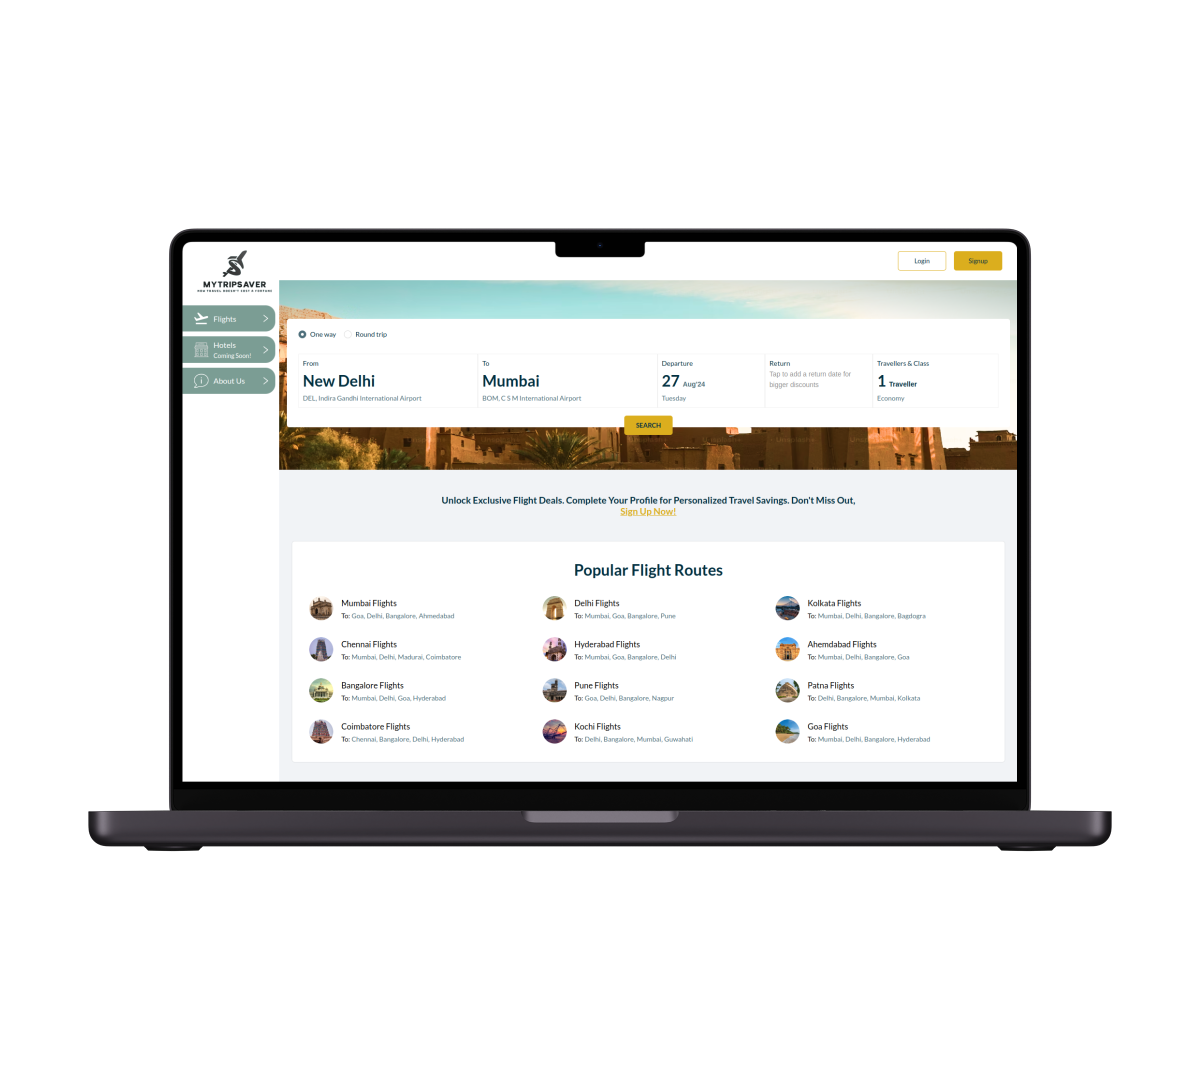 MYTRIPSAVER
NOW TRAVEL DOESN'T COST A FORTUNE
Login
Signup
Flights
Hotels
Coming Soon!
About Us
One way
Round trip
From
New Delhi
DEL, Indira Gandhi International Airport
To
Mumbai
BOM, C S M International Airport
Departure
27 Aug'24
Tuesday
Return
Tap to add a return date for
bigger discounts
Travellers & Class
1 Traveller
Economy
SEARCH
Unlock Exclusive Flight Deals. Complete Your Profile for Personalized Travel Savings. Don't Miss Out,
Sign Up Now!
Popular Flight Routes
Mumbai Flights
To: Goa, Delhi, Bangalore, Ahmedabad
Delhi Flights
To: Mumbai, Goa, Bangalore, Pune
Kolkata Flights
To: Mumbai, Delhi, Bangalore, Bagdogra
Chennai Flights
To: Mumbai, Delhi, Madurai, Coimbatore
Hyderabad Flights
To: Mumbai, Goa, Bangalore, Delhi
Ahemdabad Flights
To: Mumbai, Delhi, Bangalore, Goa
Bangalore Flights
To: Mumbai, Delhi, Goa, Hyderabad
Pune Flights
To: Goa, Delhi, Bangalore, Nagpur
Patna Flights
To: Delhi, Bangalore, Mumbai, Kolkata
Coimbatore Flights
To: Chennai, Bangalore, Delhi, Hyderabad
Kochi Flights
To: Delhi, Bangalore, Mumbai, Guwahati
Goa Flights
To: Mumbai, Delhi, Bangalore, Hyderabad